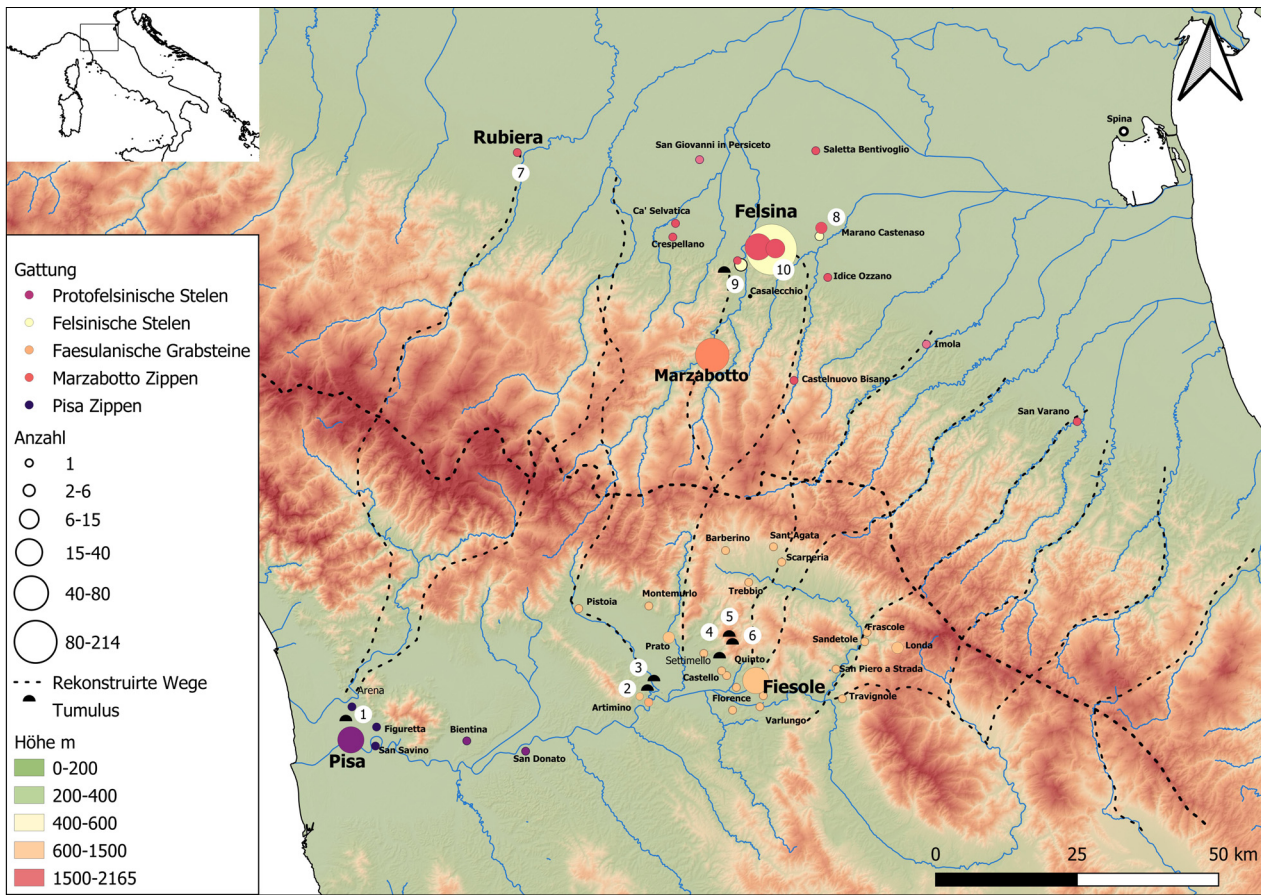 Spina
Rubiera
San Giovanni in Persiceto
Saletta Bentivoglio
7
Ca' Selvatica
Felsina
8
Crespellano
Marano Castenaso
10
9
Casalecchio
Idice Ozzano
Marzabotto
Imola
Castelnuovo Bisano
San Varano
Gattung
Protofelsinische Stelen
Felsinische Stelen
Faesulanische Grabsteine
Marzabotto Zippen
Pisa Zippen
Anzahl
1
2-6
6-15
15-40
40-80
80-214
Rekonstruirte Wege
Tumulus
Höhe m
0-200
200-400
400-600
600-1500
1500-2165
Barberino
Sant Agata
Scarperia
Trebbio
Pistoia
Montemurlo
5
4
6
Prato
Settimello
Quinto
Frascole
Sandetole
Londa
3
Castello
San Piero a Strada
2
Fiesole
Artimino
Florence
Travignole
Varlungo
Arena
1
Figuretta
Bientina
San Savino
Pisa
San Donato
0
25
50 km